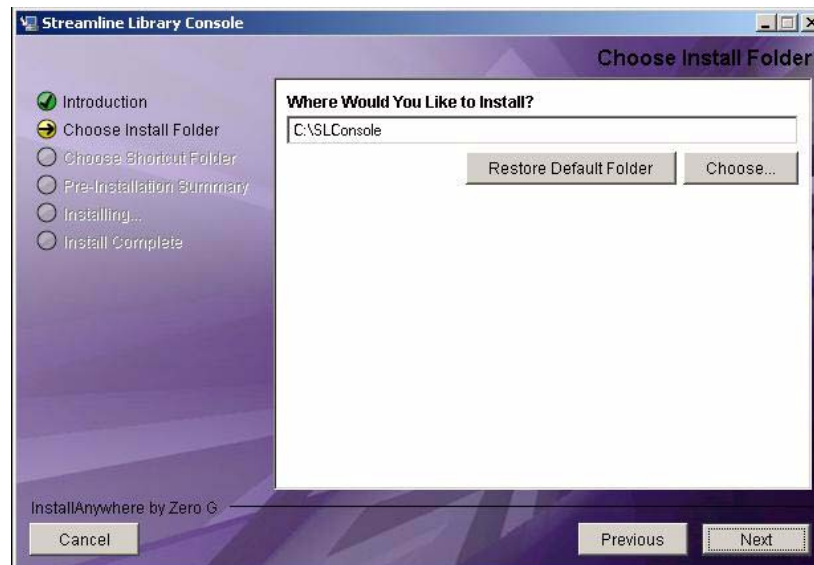 Streamline Library Console
Choose Install Folder
Introduction
Choose Install Folder
Choose Shortcut Folder
Pre-Installation Summary
Installing...
Install Complete
Where Would You Like to Install?
C:\SLConsole
Restore Default Folder Choose...
InstallAnywhere by Zero G
Cancel Previous Next